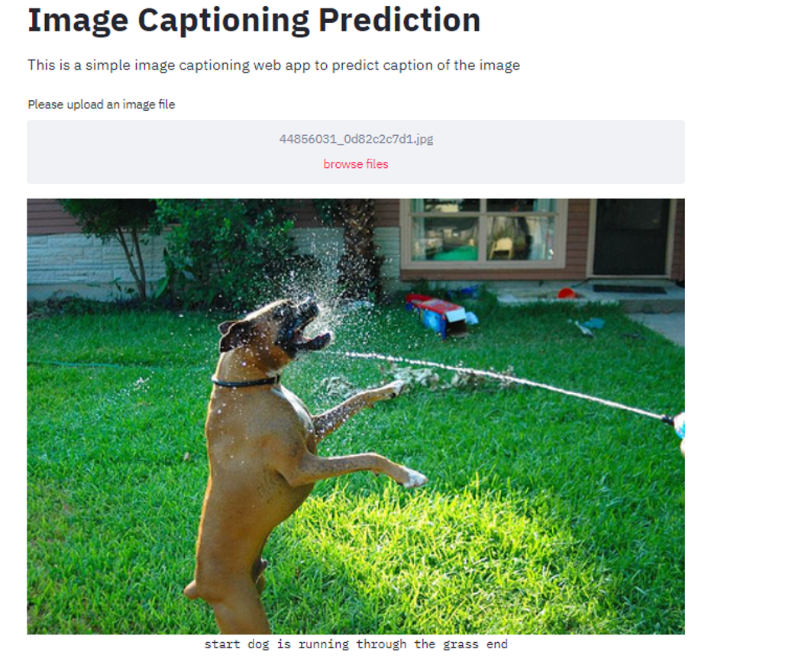 Image Captioning Prediction
This is a simple image captioning web app to predict caption of the image
Please upload an image file
44856031_0d82c2c7d1.jpg
browse files
start dog is running through the grass end